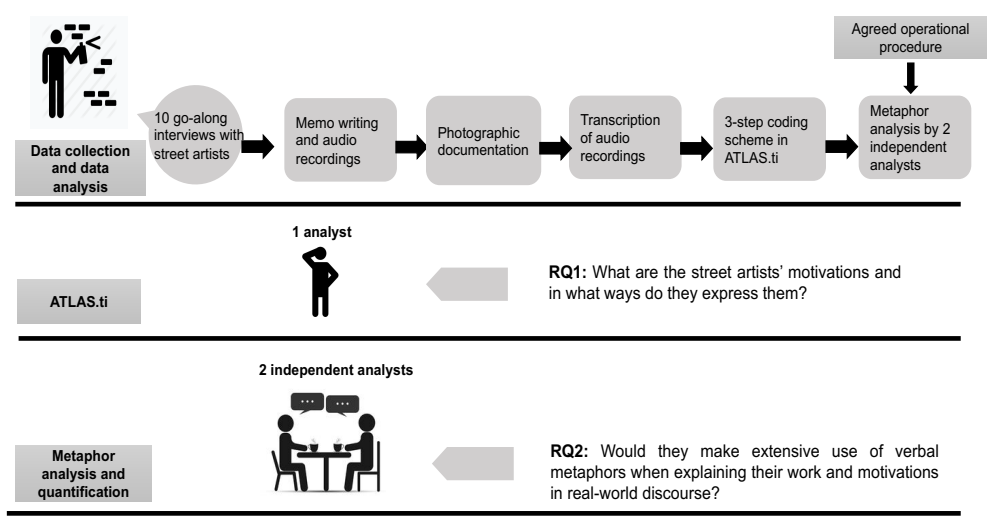 Agreed operational
procedure
10 go-along
interviews with
street artists
Memo writing
and audio
recordings
Photographic
documentation
Transcription
of audio
recordings
3-step coding
scheme in
ATLAS.ti
Metaphor
analysis by 2
independent
analysts
Data collection
and data
analysis
1 analyst
ATLAS.ti
RQ1: What are the street artists' motivations and
in what ways do they express them?
2 independent analysts
Metaphor
analysis and
quantification
RQ2: Would they make extensive use of verbal
metaphors when explaining their work and motivations
in real-world discourse?